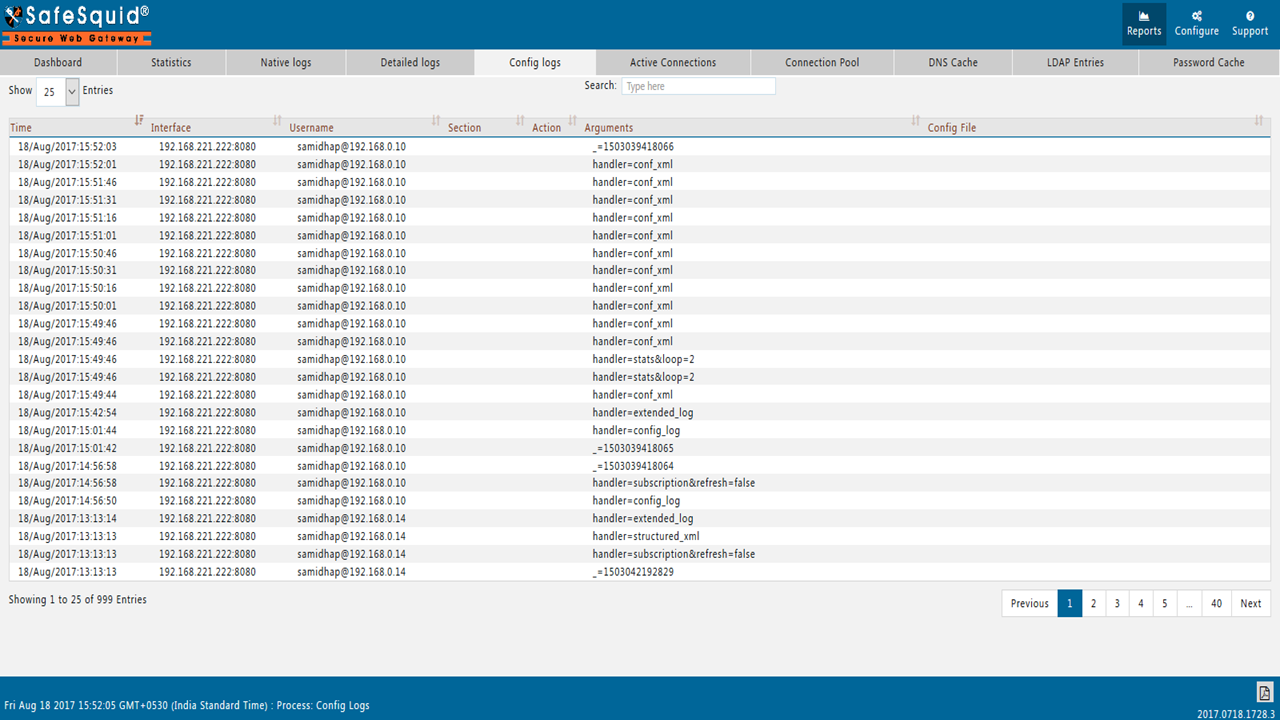 SafeSquid®
Secure Web Gateway
Reports Configure Support
Dashboard Statistics Native logs Detailed logs Config logs Active Connections Connection Pool DNS Cache LDAP Entries Password Cache
Show 25 Entries Search: Type here
Time Interface Username Section Action Arguments Config File
18/Aug/2017:15:52:03 192.168.221.222:8080 samidhap@192.168.0.10 _=1503039418066
18/Aug/2017:15:52:01 192.168.221.222:8080 samidhap@192.168.0.10 handler=conf_xml
18/Aug/2017:15:51:46 192.168.221.222:8080 samidhap@192.168.0.10 handler=conf_xml
18/Aug/2017:15:51:31 192.168.221.222:8080 samidhap@192.168.0.10 handler=conf_xml
18/Aug/2017:15:51:16 192.168.221.222:8080 samidhap@192.168.0.10 handler=conf_xml
18/Aug/2017:15:51:01 192.168.221.222:8080 samidhap@192.168.0.10 handler=conf_xml
18/Aug/2017:15:50:46 192.168.221.222:8080 samidhap@192.168.0.10 handler=conf_xml
18/Aug/2017:15:50:31 192.168.221.222:8080 samidhap@192.168.0.10 handler=conf_xml
18/Aug/2017:15:50:16 192.168.221.222:8080 samidhap@192.168.0.10 handler=conf_xml
18/Aug/2017:15:50:01 192.168.221.222:8080 samidhap@192.168.0.10 handler=conf_xml
18/Aug/2017:15:49:46 192.168.221.222:8080 samidhap@192.168.0.10 handler=conf_xml
18/Aug/2017:15:49:46 192.168.221.222:8080 samidhap@192.168.0.10 handler=conf_xml
18/Aug/2017:15:49:46 192.168.221.222:8080 samidhap@192.168.0.10 handler=stats&loop=2
18/Aug/2017:15:49:46 192.168.221.222:8080 samidhap@192.168.0.10 handler=stats&loop=2
18/Aug/2017:15:49:44 192.168.221.222:8080 samidhap@192.168.0.10 handler=conf_xml
18/Aug/2017:15:42:54 192.168.221.222:8080 samidhap@192.168.0.10 handler=extended_log
18/Aug/2017:15:01:44 192.168.221.222:8080 samidhap@192.168.0.10 handler=config_log
18/Aug/2017:15:01:42 192.168.221.222:8080 samidhap@192.168.0.10 _=1503039418065
18/Aug/2017:14:56:58 192.168.221.222:8080 samidhap@192.168.0.10 _=1503039418064
18/Aug/2017:14:56:58 192.168.221.222:8080 samidhap@192.168.0.10 handler=subscription&refresh=false
18/Aug/2017:14:56:50 192.168.221.222:8080 samidhap@192.168.0.10 handler=config_log
18/Aug/2017:13:13:14 192.168.221.222:8080 samidhap@192.168.0.14 handler=extended_log
18/Aug/2017:13:13:13 192.168.221.222:8080 samidhap@192.168.0.14 handler=structured_xml
18/Aug/2017:13:13:13 192.168.221.222:8080 samidhap@192.168.0.14 handler=subscription&refresh=false
18/Aug/2017:13:13:13 192.168.221.222:8080 samidhap@192.168.0.14 _=1503042192829
Showing 1 to 25 of 999 Entries Previous 1 2 3 4 5 ... 40 Next
Fri Aug 18 2017 15:52:05 GMT+0530 (India Standard Time) : Process: Config Logs
2017.0718.1728.3